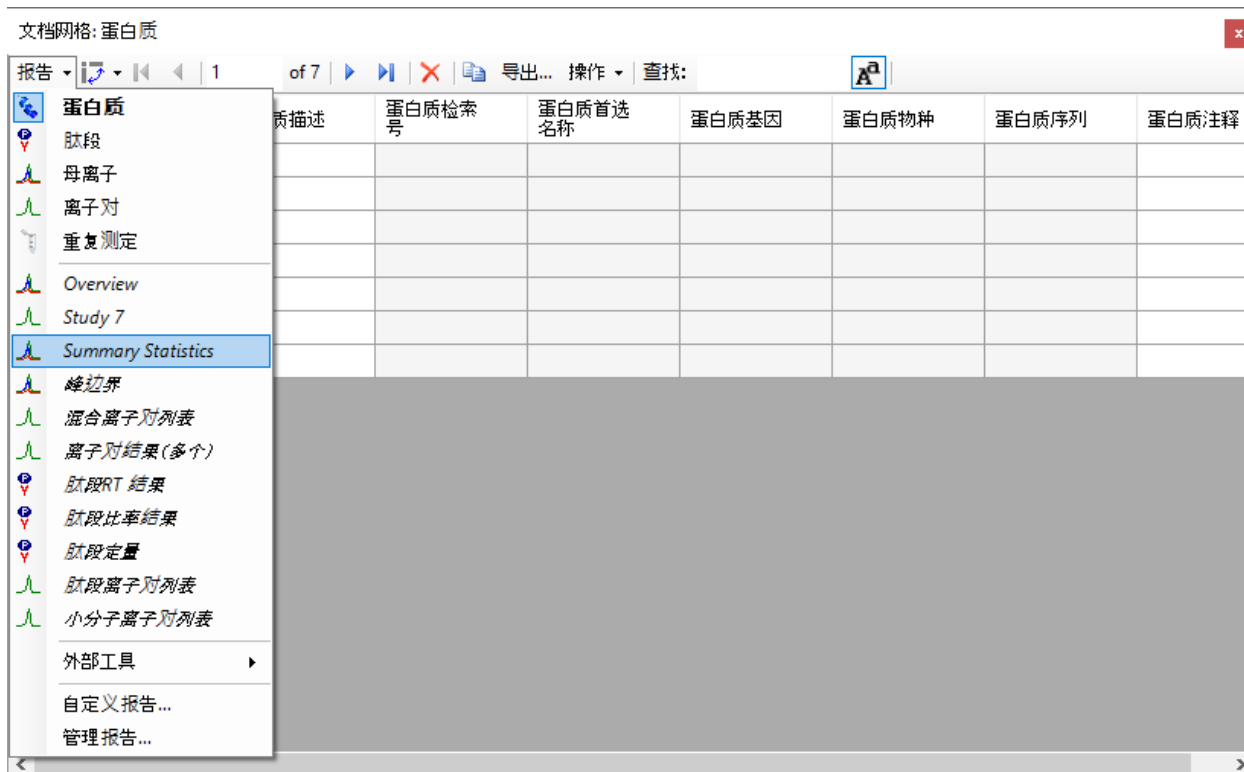 文档网格: 蛋白质
x
报告 1 of 7 导出... 操作 查找: Aa
质描述 蛋白质检索号 蛋白质首选名称 蛋白质基因 蛋白质物种 蛋白质序列 蛋白质注释
蛋白质
肽段
母离子
离子对
重复测定
Overview
Study 7
Summary Statistics
峰边界
混合离子对列表
离子对结果(多个)
肽段RT 结果
肽段比率结果
肽段定量
肽段离子对列表
小分子离子对列表
外部工具
自定义报告...
管理报告...